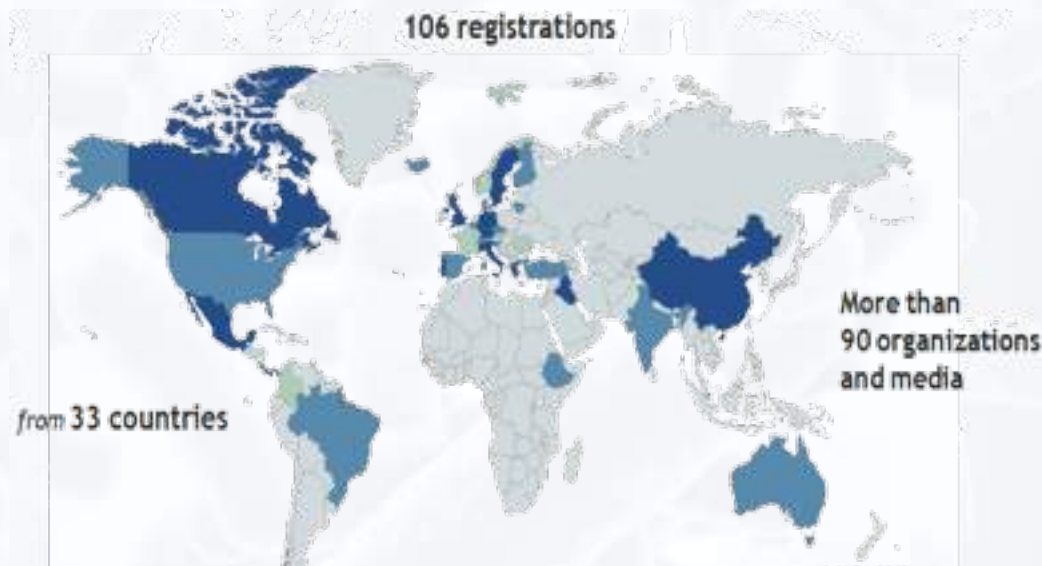 106 registrations
More than
90 organizations
and media
from 33 countries